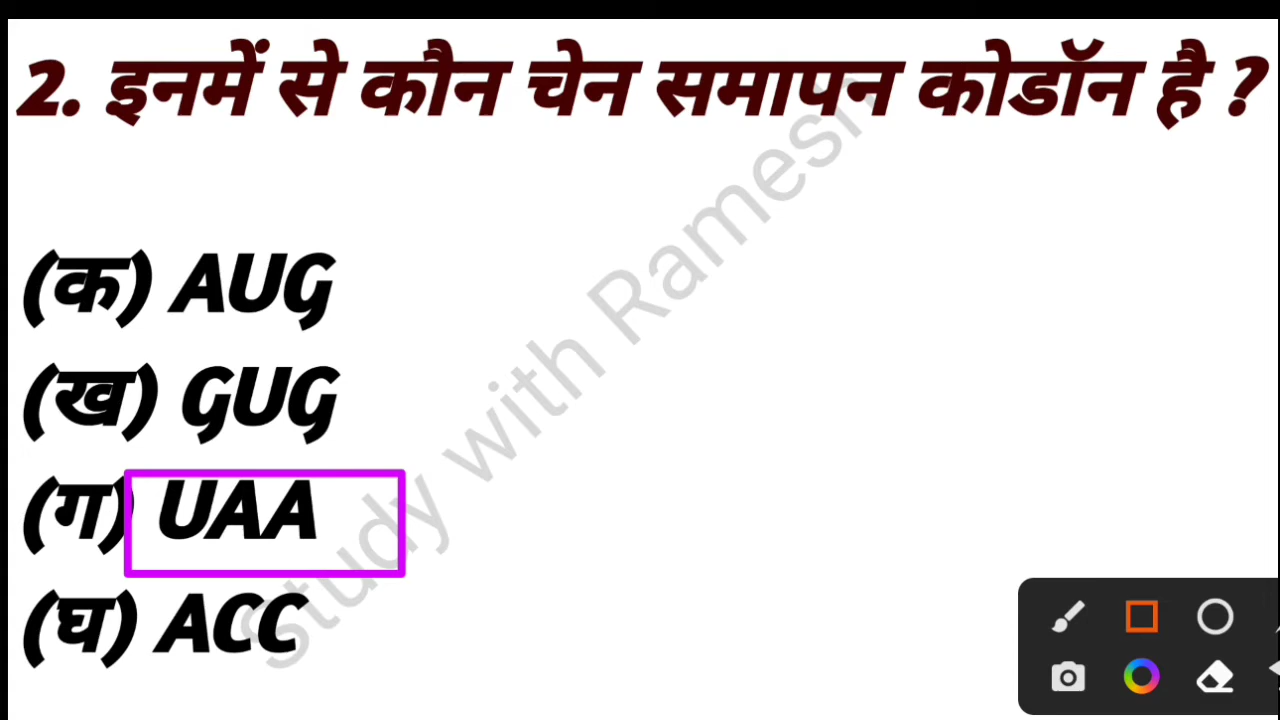 2. इनमें से कौन चेन समापन कोडॉन है ?
(क) AUG
(ख) GUG
(ग) UAA
(घ) ACC
Study with Ramesh